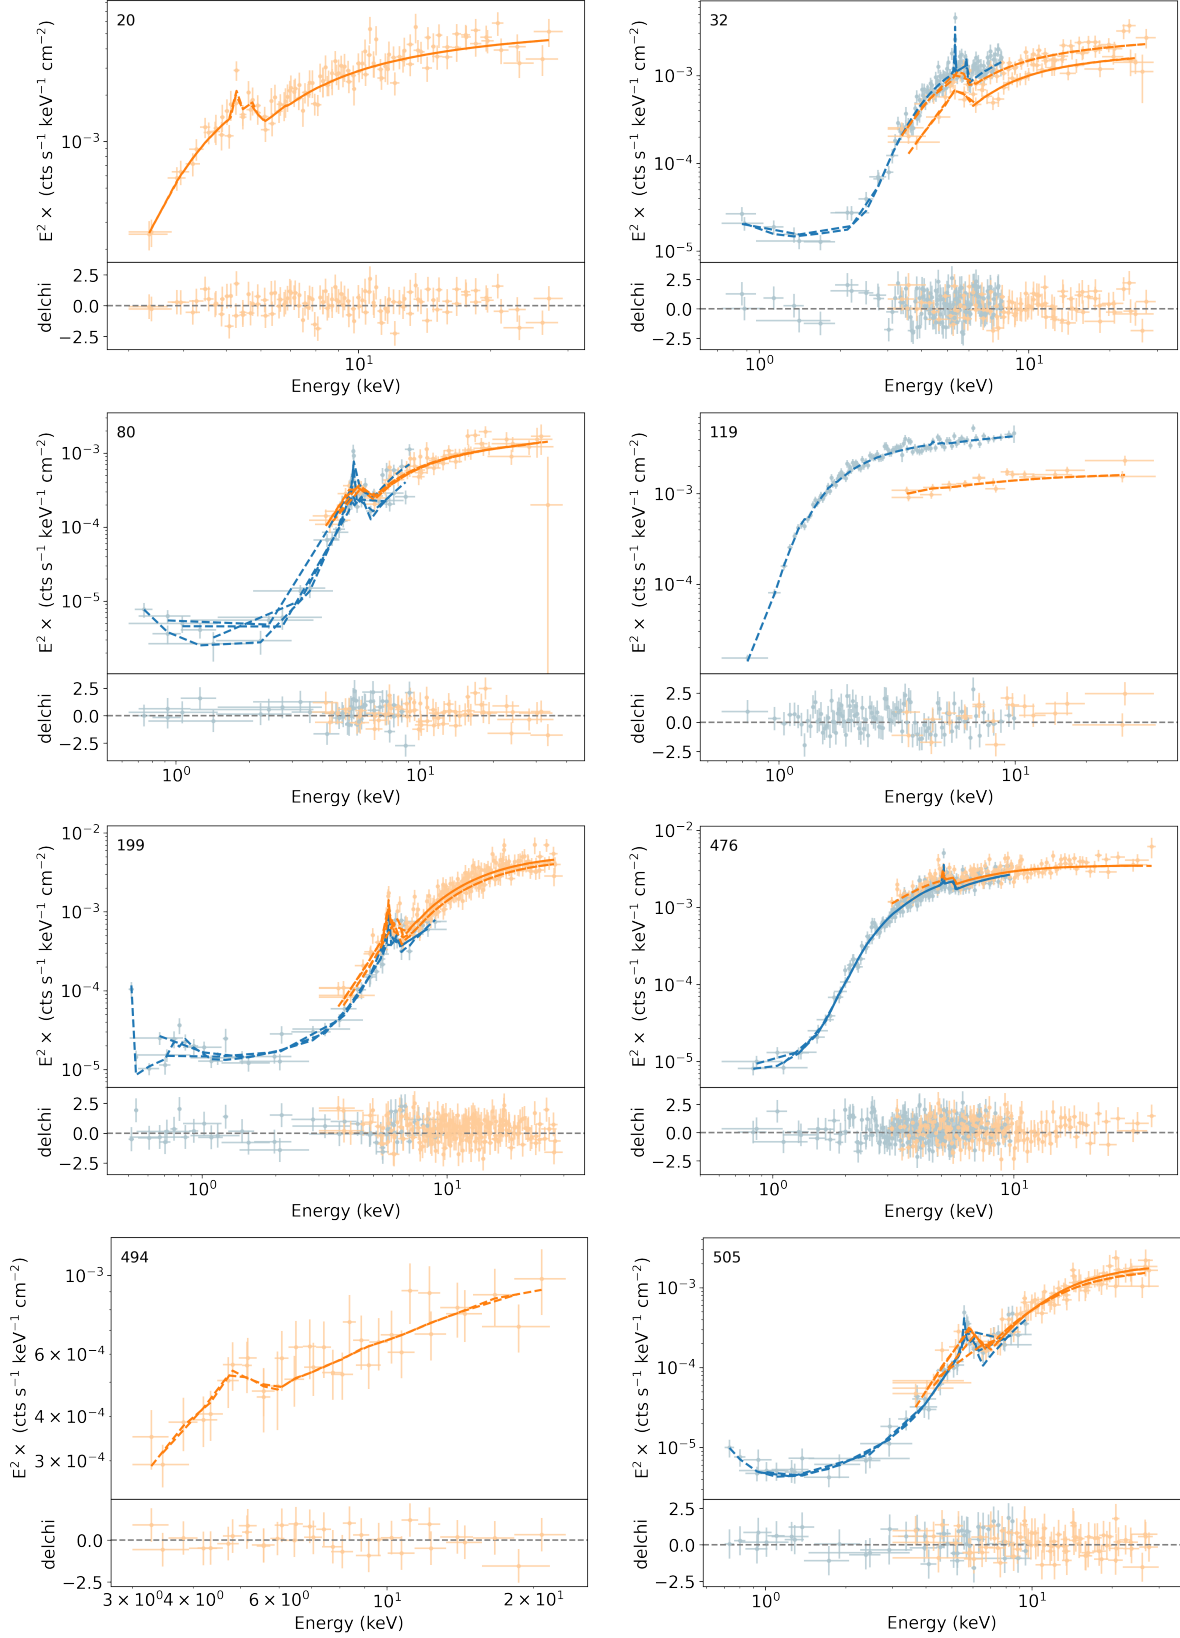 20
E² × (cts s⁻¹ keV⁻¹ cm⁻²)
10⁻³
delchi
2.5
0.0
−2.5
10¹
Energy (keV)
32
E² × (cts s⁻¹ keV⁻¹ cm⁻²)
10⁻³
10⁻⁴
10⁻⁵
delchi
2.5
0.0
−2.5
10⁰ 10¹
Energy (keV)
80
E² × (cts s⁻¹ keV⁻¹ cm⁻²)
10⁻³
10⁻⁴
10⁻⁵
delchi
2.5
0.0
−2.5
10⁰ 10¹
Energy (keV)
119
E² × (cts s⁻¹ keV⁻¹ cm⁻²)
10⁻³
10⁻⁴
delchi
2.5
0.0
−2.5
10⁰ 10¹
Energy (keV)
199
E² × (cts s⁻¹ keV⁻¹ cm⁻²)
10⁻²
10⁻³
10⁻⁴
10⁻⁵
delchi
2.5
0.0
−2.5
10⁰ 10¹
Energy (keV)
476
E² × (cts s⁻¹ keV⁻¹ cm⁻²)
10⁻²
10⁻³
10⁻⁴
10⁻⁵
delchi
2.5
0.0
−2.5
10⁰ 10¹
Energy (keV)
494
E² × (cts s⁻¹ keV⁻¹ cm⁻²)
10⁻³
6 × 10⁻⁴
4 × 10⁻⁴
3 × 10⁻⁴
delchi
0.0
−2.5
3 × 10⁰ 4 × 10⁰ 6 × 10⁰ 10¹ 2 × 10¹
Energy (keV)
505
E² × (cts s⁻¹ keV⁻¹ cm⁻²)
10⁻³
10⁻⁴
10⁻⁵
delchi
2.5
0.0
−2.5
10⁰ 10¹
Energy (keV)